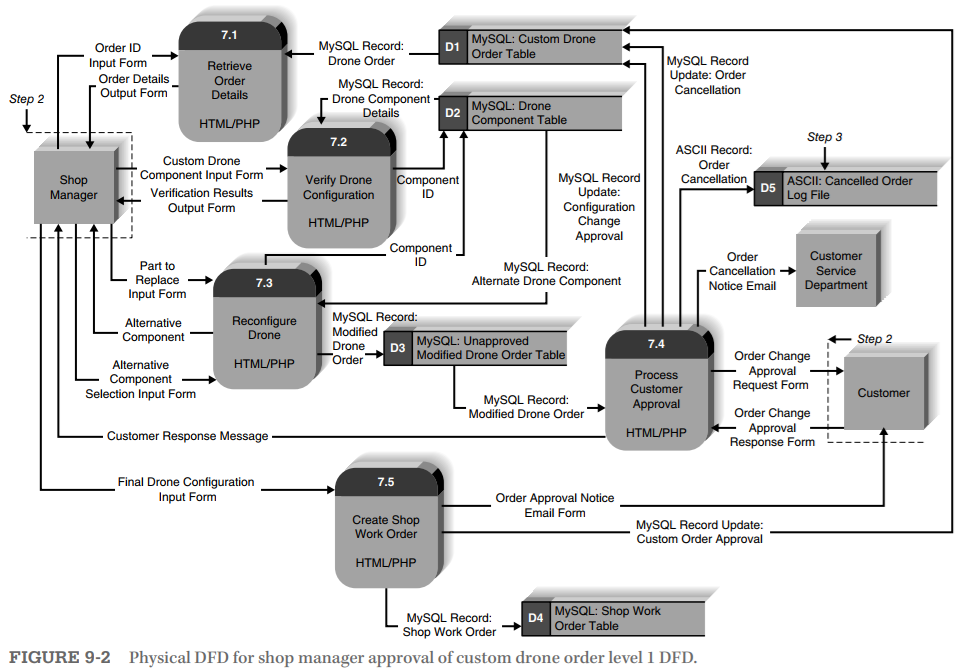 7.1
Retrieve
Order
Details
HTML/PHP
Order ID
Input Form
Order Details
Output Form
Step 2
Shop
Manager
MySQL Record:
Drone Order
D1
MySQL: Custom Drone
Order Table
MySQL Record:
Drone Component
Details
D2
MySQL: Drone
Component Table
MySQL Record
Update: Order
Cancellation
7.2
Verify Drone
Configuration
HTML/PHP
Custom Drone
Component Input Form
Verification Results
Output Form
Component
ID
MySQL Record
Update:
Configuration
Change
Approval
ASCII Record:
Order
Cancellation
Step 3
D5
ASCII: Cancelled Order
Log File
Component
ID
Part to
Replace
Input Form
7.3
Reconfigure
Drone
HTML/PHP
Alternative
Component
Alternative
Component
Selection Input Form
MySQL Record:
Alternate Drone Component
MySQL Record:
Modified
Drone
Order
D3
MySQL: Unapproved
Modified Drone Order Table
MySQL Record:
Modified Drone Order
Order
Cancellation
Notice Email
Customer
Service
Department
7.4
Process
Customer
Approval
HTML/PHP
Step 2
Order Change
Approval
Request Form
Customer
Order Change
Approval
Response Form
Customer Response Message
Final Drone Configuration
Input Form
7.5
Create Shop
Work Order
HTML/PHP
Order Approval Notice
Email Form
MySQL Record Update:
Custom Order Approval
MySQL Record:
Shop Work Order
D4
MySQL: Shop Work
Order Table
FIGURE 9-2 Physical DFD for shop manager approval of custom drone order level 1 DFD.